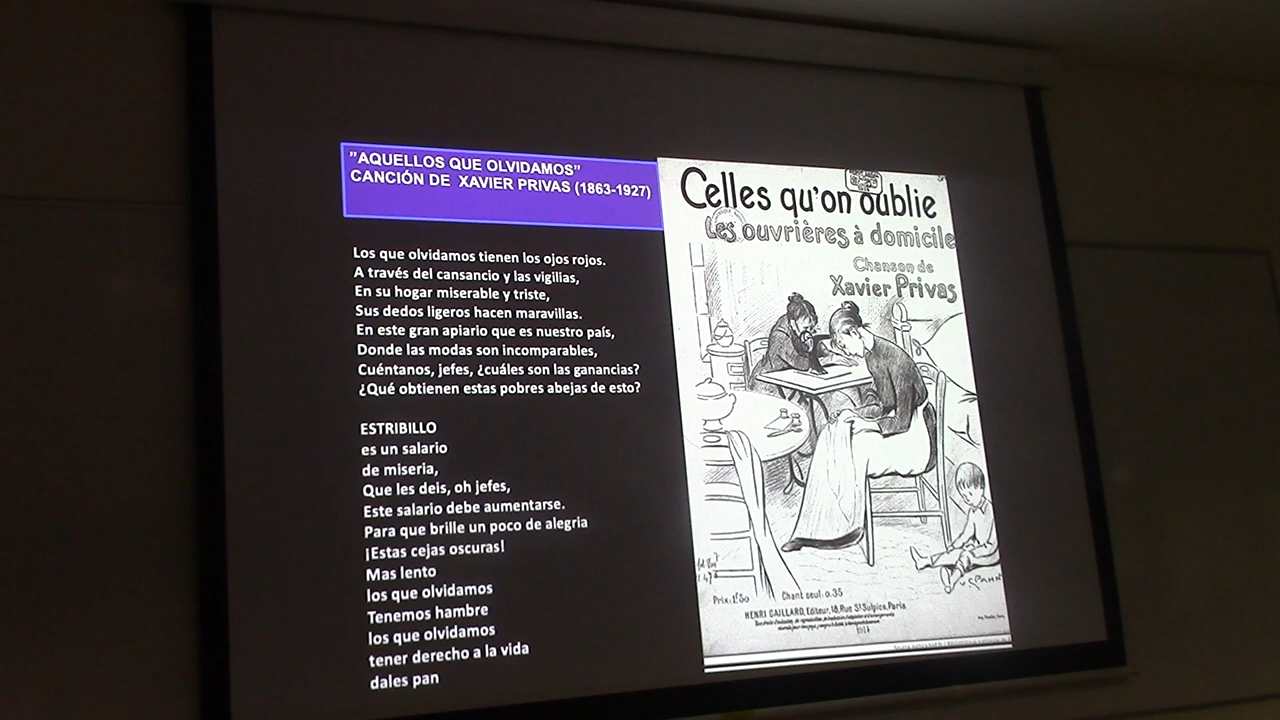 ”AQUELLOS QUE OLVIDAMOS”
CANCIÓN DE XAVIER PRIVAS (1863-1927)
Los que olvidamos tienen los ojos rojos.
A través del cansancio y las vigilias,
En su hogar miserable y triste,
Sus dedos ligeros hacen maravillas.
En este gran apiario que es nuestro país,
Donde las modas son incomparables,
Cuéntanos, jefes, ¿cuáles son las ganancias?
¿Qué obtienen estas pobres abejas de esto?
ESTRIBILLO
es un salario
de miseria,
Que les deis, oh jefes,
Este salario debe aumentarse.
Para que brille un poco de alegria
¡Estas cejas oscuras!
Mas lento
los que olvidamos
Tenemos hambre
los que olvidamos
tener derecho a la vida
dales pan
Celles qu'on oublie
Les ouvrières à domicile
Chanson de
Xavier Privas
Prix: 1f50
Chant seul: 0.35
HENRI GAILLARD, Editeur, 18, Rue St Sulpice, Paris